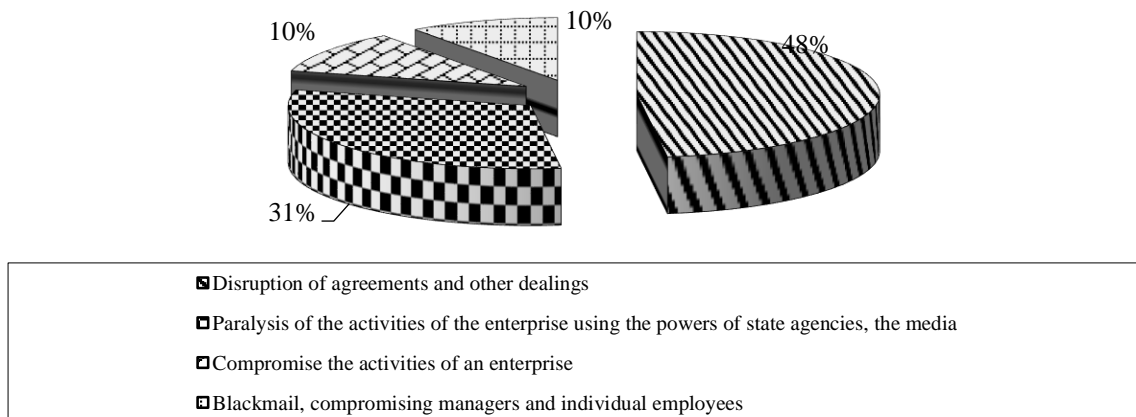 10%
10%
48%
31%
Disruption of agreements and other dealings
Paralysis of the activities of the enterprise using the powers of state agencies, the media
Compromise the activities of an enterprise
Blackmail, compromising managers and individual employees